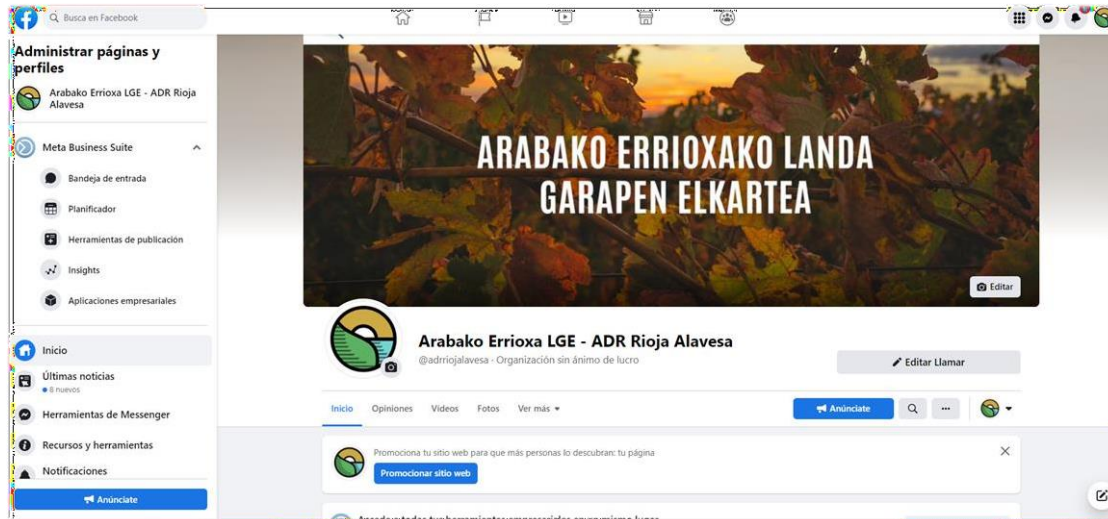 Busca en Facebook
Administrar páginas y
perfiles
Arabako Errioxa LGE - ADR Rioja
Alavesa
Meta Business Suite
Bandeja de entrada
Planificador
Herramientas de publicación
Insights
Aplicaciones empresariales
Inicio
Últimas noticias
8 nuevos
Herramientas de Messenger
Recursos y herramientas
Notificaciones
Anúnciate
ARABAKO ERRIOXAKO LANDA
GARAPEN ELKARTEA
Editar
Arabako Errioxa LGE - ADR Rioja Alavesa
@adrriojalavesa · Organización sin ánimo de lucro
Editar Llamar
Inicio Opiniones Vídeos Fotos Ver más
Anúnciate
Promociona tu sitio web para que más personas lo descubran: tu página
Promocionar sitio web